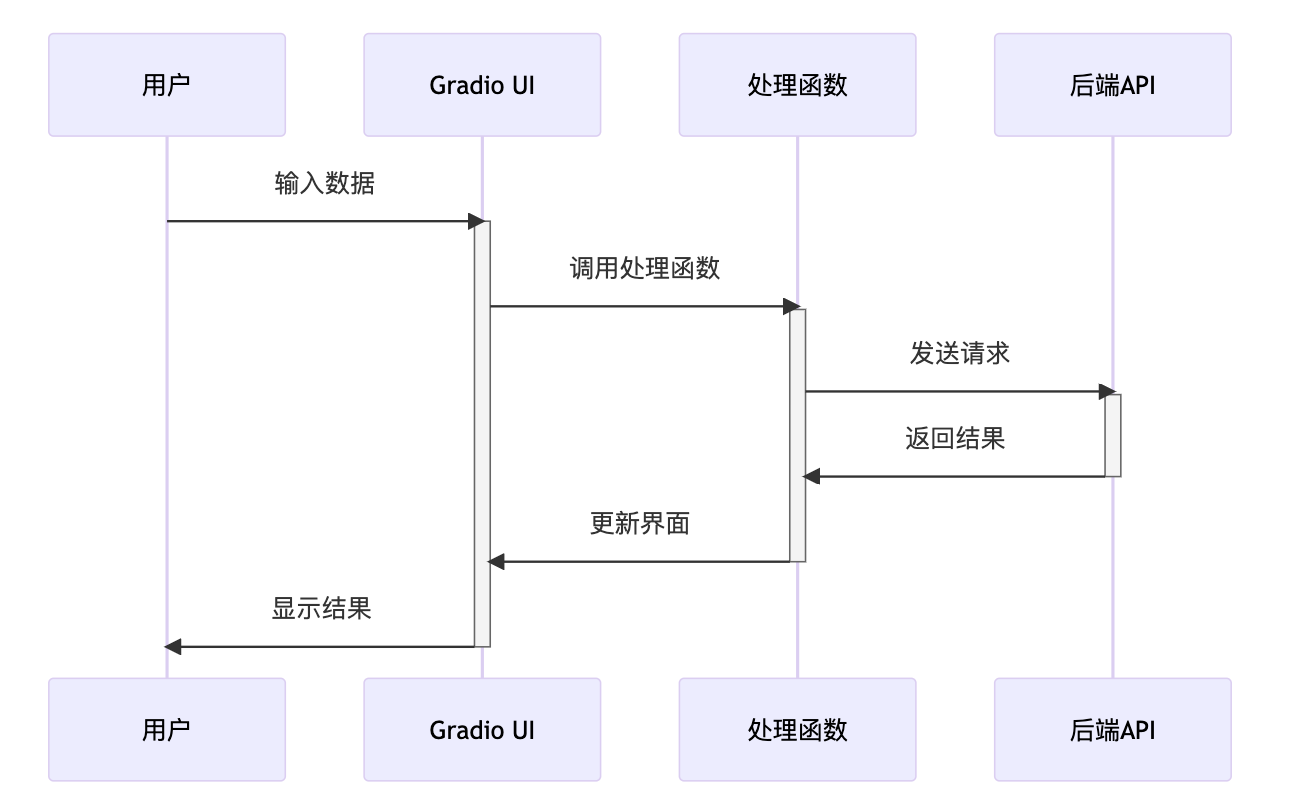 用户
Gradio UI
处理函数
后端API
输入数据
调用处理函数
发送请求
返回结果
更新界面
显示结果
用户
Gradio UI
处理函数
后端API